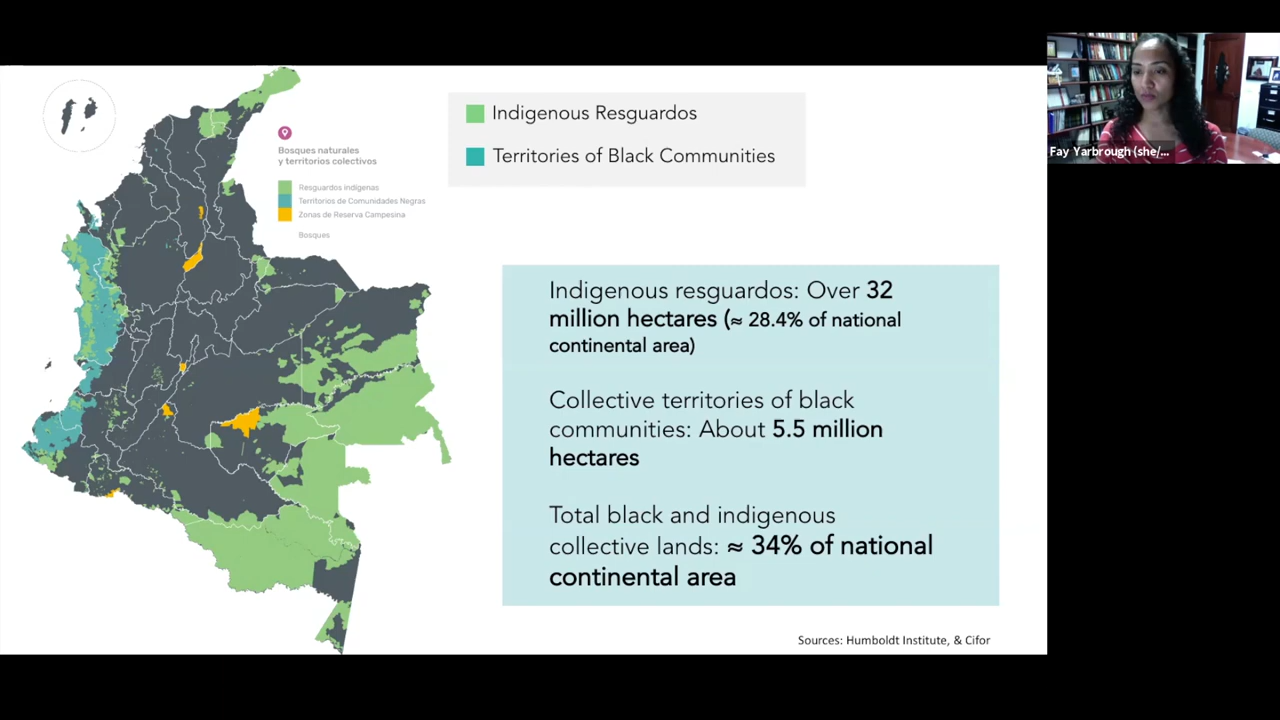 Indigenous Resguardos
Territories of Black Communities
Bosques naturales
y territorios colectivos
Resguardos indígenas
Territorios de Comunidades Negras
Zonas de Reserva Campesina
Bosques
Indigenous resguardos: Over 32
million hectares (≈ 28.4% of national
continental area)
Collective territories of black
communities: About 5.5 million
hectares
Total black and indigenous
collective lands: ≈ 34% of national
continental area
Sources: Humboldt Institute, & Cifor
Fay Yarbrough (she/...